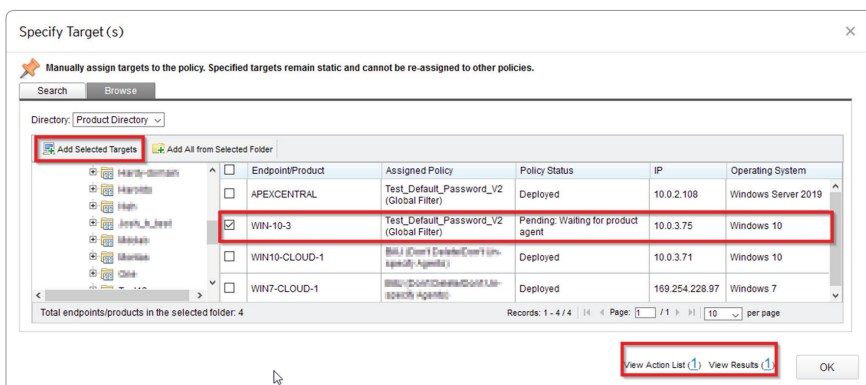 Specify Target(s)
Manually assign targets to the policy. Specified targets remain static and cannot be re-assigned to other policies.
Search Browse
Directory: Product Directory
Add Selected Targets Add All from Selected Folder
Endpoint/Product Assigned Policy Policy Status IP Operating System
APEXCENTRAL Test_Default_Password_V2 (Global Filter) Deployed 10.0.2.108 Windows Server 2019
WIN-10-3 Test_Default_Password_V2 (Global Filter) Pending: Waiting for product agent 10.0.3.75 Windows 10
WIN10-CLOUD-1 Deployed 10.0.3.71 Windows 10
WIN7-CLOUD-1 Deployed 169.254.228.97 Windows 7
Total endpoints/products in the selected folder: 4
Records: 1 - 4 / 4 Page: 1 / 1 10 per page
View Action List (1) View Results (1) OK